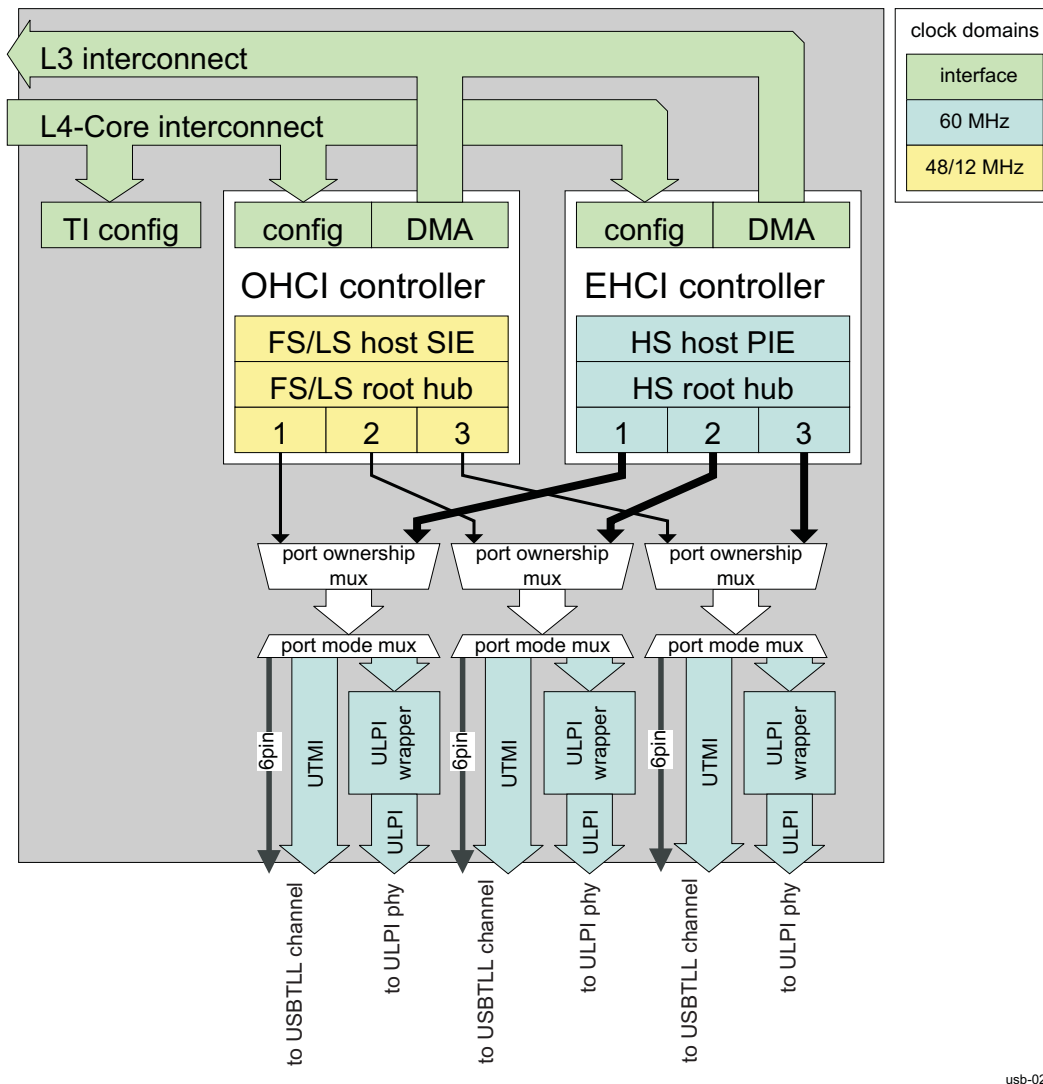 L3 interconnect
L4-Core interconnect
clock domains
interface
60 MHz
48/12 MHz
TI config
config
DMA
OHCI controller
FS/LS host SIE
FS/LS root hub
1
2
3
config
DMA
EHCI controller
HS host PIE
HS root hub
1
2
3
port ownership
mux
port ownership
mux
port ownership
mux
port mode mux
port mode mux
port mode mux
6pin
UTMI
ULPI
wrapper
ULPI
6pin
UTMI
ULPI
wrapper
ULPI
6pin
UTMI
ULPI
wrapper
ULPI
to USBTLL channel
to ULPI phy
to USBTLL channel
to ULPI phy
to USBTLL channel
to ULPI phy
usb-02